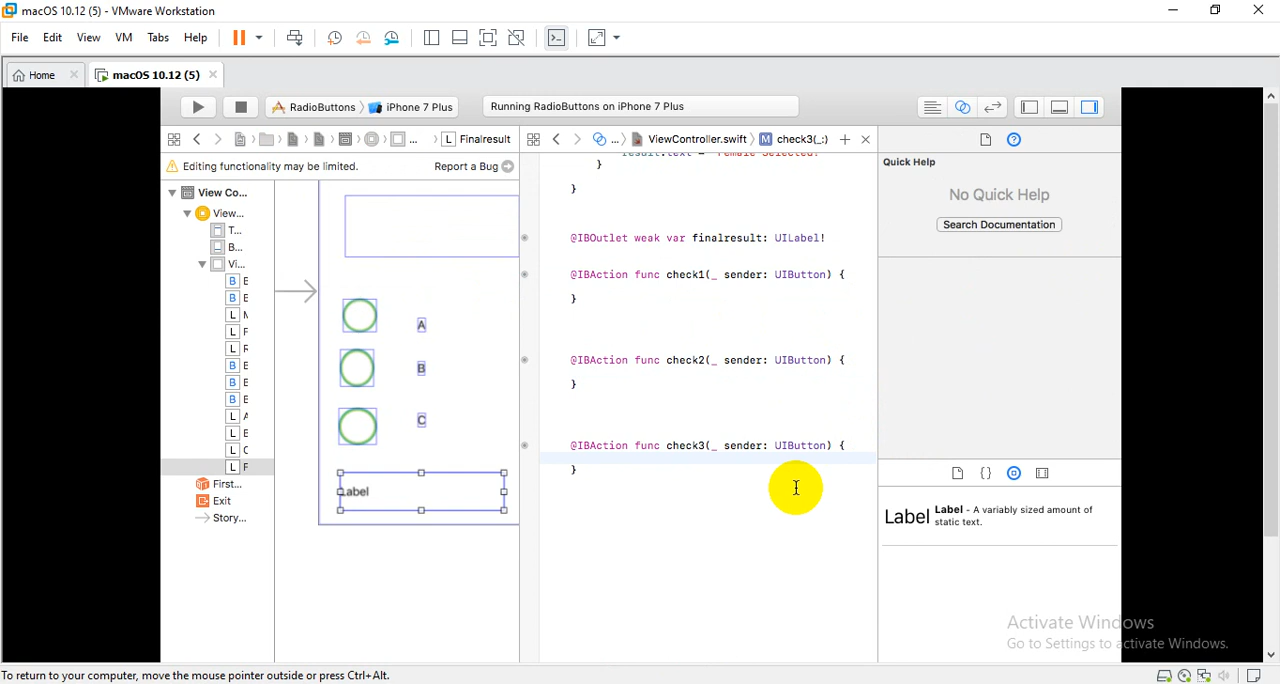 macOS 10.12 (5) - VMware Workstation
File Edit View VM Tabs Help
Home macOS 10.12 (5)
RadioButtons iPhone 7 Plus Running RadioButtons on iPhone 7 Plus
... L Finalresult ... ViewController.swift M check3(_:)
Editing functionality may be limited. Report a Bug
Quick Help
No Quick Help
Search Documentation
View Co...
View...
T...
B...
Vi...
B
B
L
L
L
B
B
B
L A
L
L
L F
First...
Exit
Story...
A
B
C
Label
}
}
@IBOutlet weak var finalresult: UILabel!
@IBAction func check1(_ sender: UIButton) {
}
@IBAction func check2(_ sender: UIButton) {
}
@IBAction func check3(_ sender: UIButton) {
}
{ }
Label Label - A variably sized amount of
static text.
Activate Windows
Go to Settings to activate Windows.
To return to your computer, move the mouse pointer outside or press Ctrl+Alt.